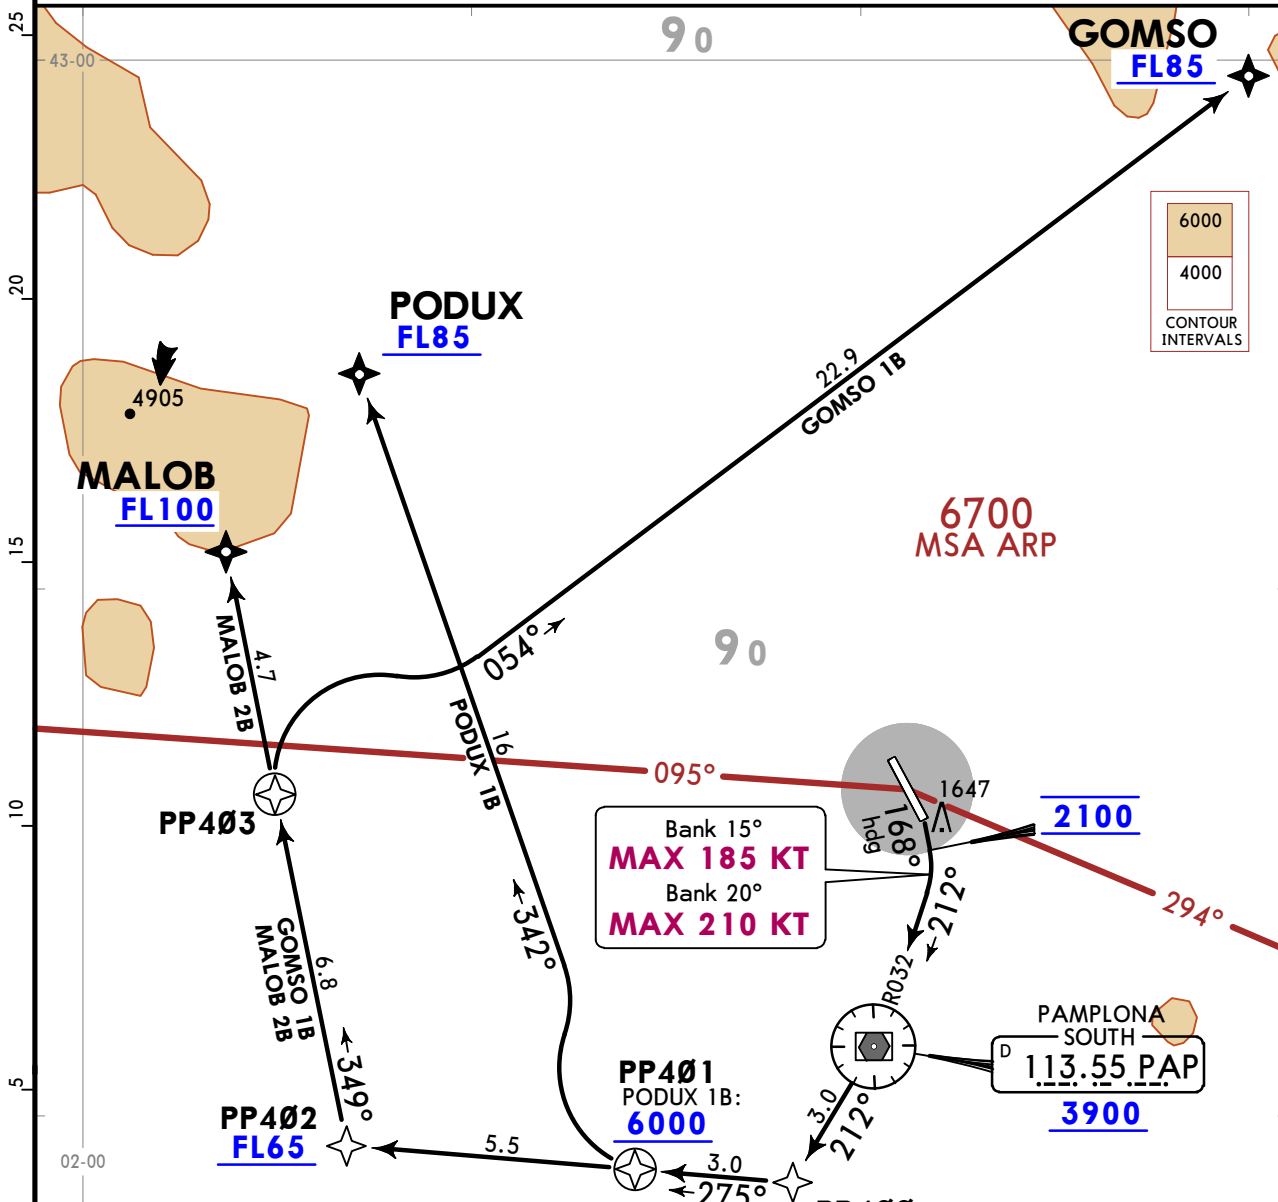 25
90
GOMSO
FL85
43-00
6000
4000
CONTOUR
INTERVALS
20
PODUX
FL85
22.9
GOMSO 1B
4905
MALOB
FL100
6700
MSA ARP
15
MALOB 2B
4.7
054°
90
PODUX 1B
16
095°
1647
168°
hdg
2100
PP4Ø3
10
Bank 15°
MAX 185 KT
Bank 20°
MAX 210 KT
212°
294°
342°
GOMSO 1B
MALOB 2B
6.8
R032
PAMPLONA
SOUTH
D 113.55 PAP
3900
349°
5
PP4Ø1
PODUX 1B:
6000
3.0
212°
PP4Ø2
FL65
5.5
3.0
275°
02-00